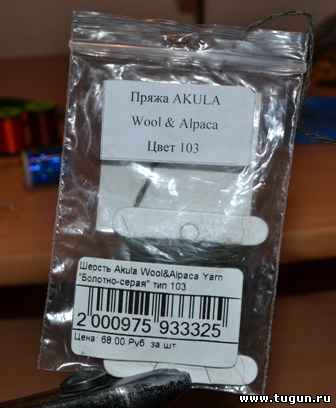 Пряжа AKULA
Wool & Alpaca
Цвет 103
Шерсть Akula Wool&Alpaca Yarn
"Болотно-серая" тип 103
2 000975 933325
Цена: 68.00 Руб. за шт.
www.tugun.ru